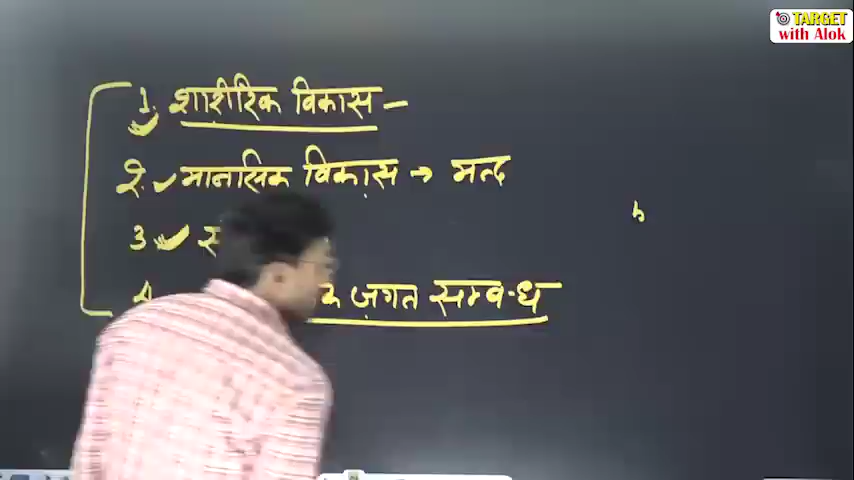 TARGET
with Alok
1. शारीरिक विकास -
2. मानसिक विकास → मन्द
3
4 जगत सम्बन्ध